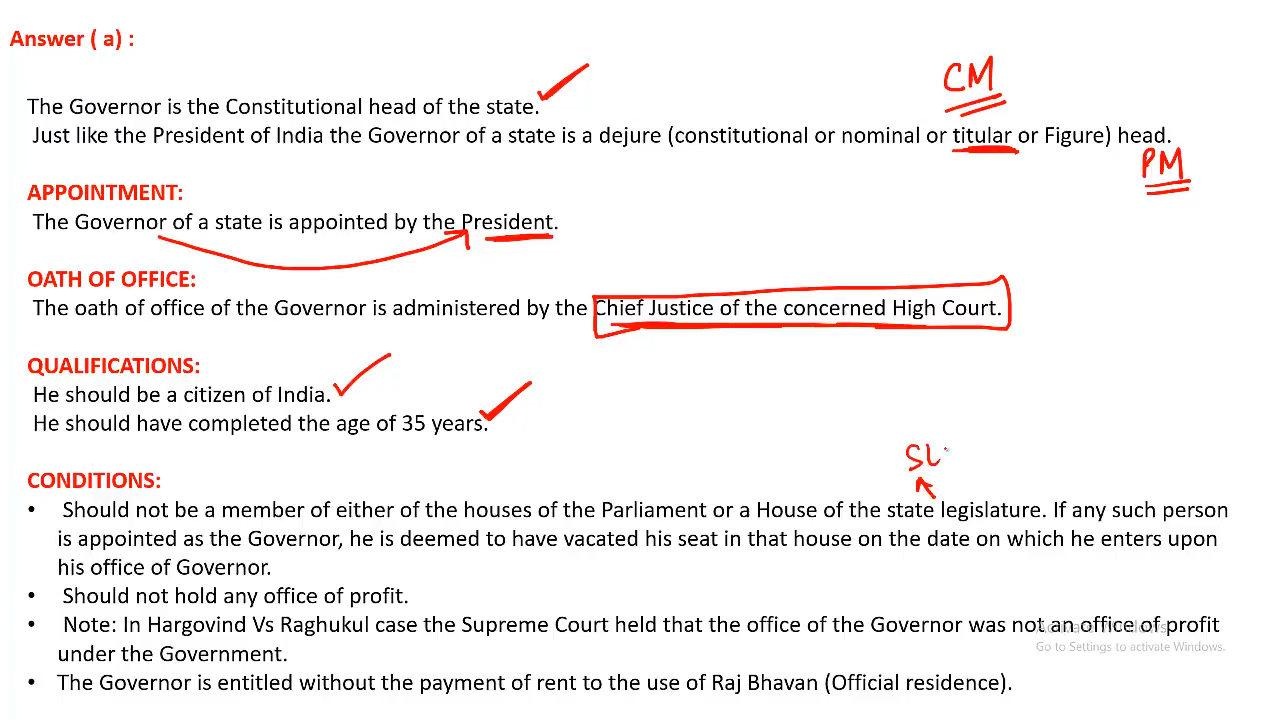 Answer ( a) :
CM
The Governor is the Constitutional head of the state.
Just like the President of India the Governor of a state is a dejure (constitutional or nominal or titular or Figure) head.
PM
APPOINTMENT:
The Governor of a state is appointed by the President.
OATH OF OFFICE:
The oath of office of the Governor is administered by the Chief Justice of the concerned High Court.
QUALIFICATIONS:
He should be a citizen of India.
He should have completed the age of 35 years.
SL
CONDITIONS:
• Should not be a member of either of the houses of the Parliament or a House of the state legislature. If any such person
is appointed as the Governor, he is deemed to have vacated his seat in that house on the date on which he enters upon
his office of Governor.
• Should not hold any office of profit.
• Note: In Hargovind Vs Raghukul case the Supreme Court held that the office of the Governor was not an office of profit
under the Government.
Activate Windows
Go to Settings to activate Windows.
• The Governor is entitled without the payment of rent to the use of Raj Bhavan (Official residence).